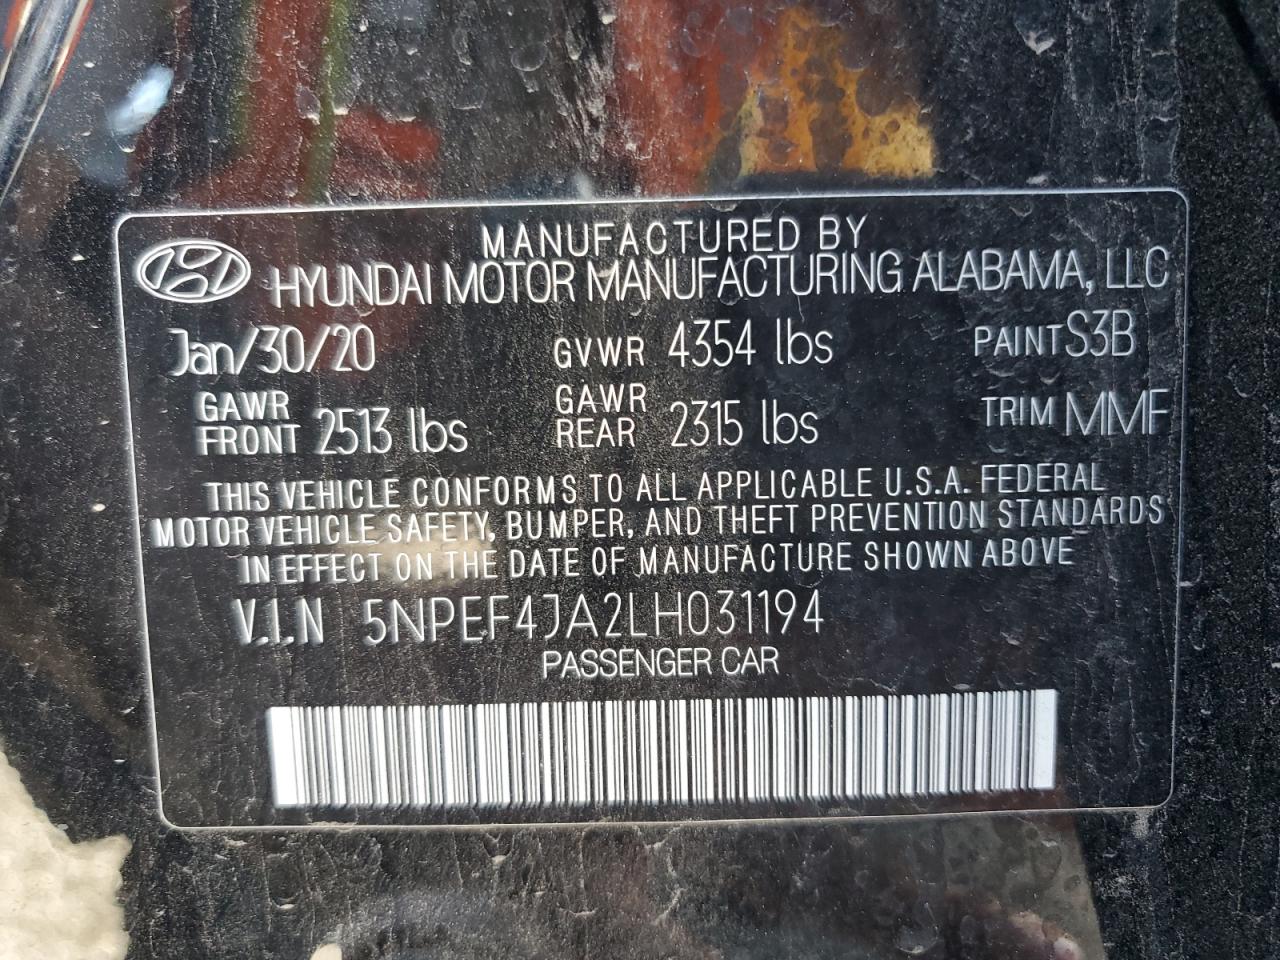 MANUFACTURED BY
HYUNDAI MOTOR MANUFACTURING ALABAMA, LLC
Jan/30/20 GVWR 4354 lbs PAINT S3B
GAWR FRONT 2513 lbs GAWR REAR 2315 lbs TRIM MMF
THIS VEHICLE CONFORMS TO ALL APPLICABLE U.S.A. FEDERAL
MOTOR VEHICLE SAFETY, BUMPER, AND THEFT PREVENTION STANDARDS
IN EFFECT ON THE DATE OF MANUFACTURE SHOWN ABOVE
V.I.N 5NPEF4JA2LH031194
PASSENGER CAR